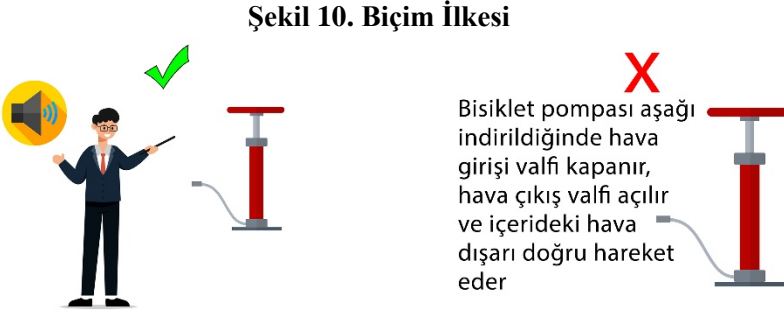 Şekil 10. Biçim İlkesi
X
Bisiklet pompası aşağı
indirildiğinde hava
girişi valfi kapanır,
hava çıkış valfi açılır
ve içerideki hava
dışarı doğru hareket
eder